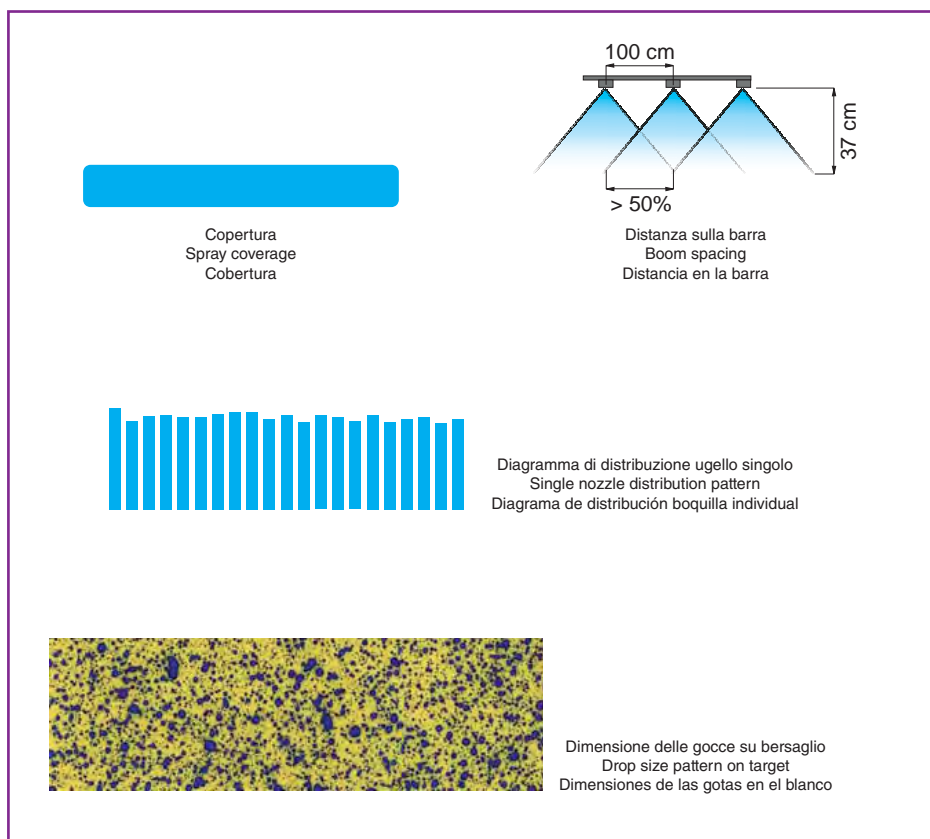 100 cm
37 cm
> 50%
Copertura
Spray coverage
Cobertura
Distanza sulla barra
Boom spacing
Distancia en la barra
Diagramma di distribuzione ugello singolo
Single nozzle distribution pattern
Diagrama de distribución boquilla individual
Dimensione delle gocce su bersaglio
Drop size pattern on target
Dimensiones de las gotas en el blanco